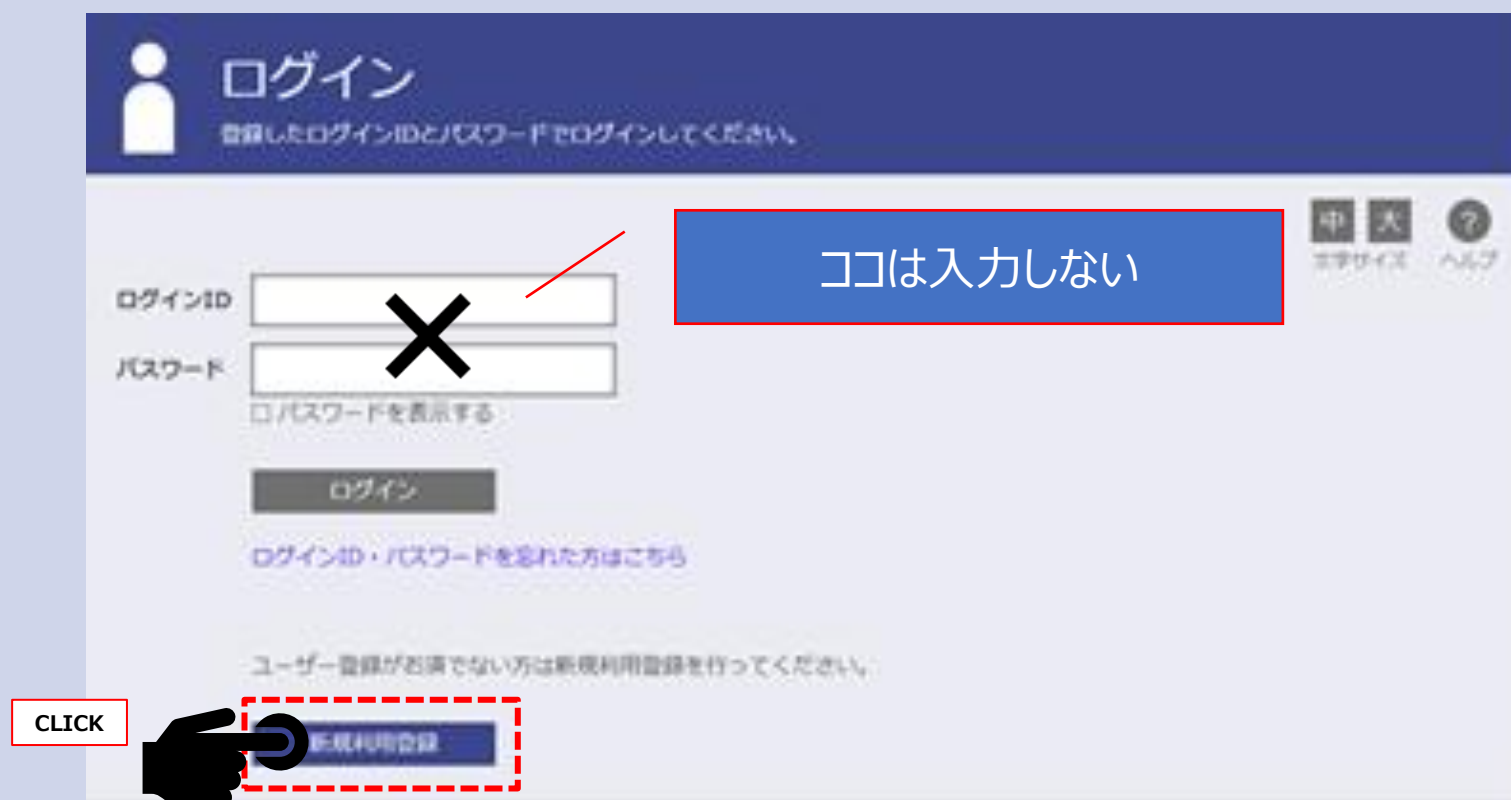 ログイン
登録したログインIDとパスワードでログインしてください。
中 大 ?
文字サイズ ヘルプ
ココは入力しない
ログインID
パスワード
□ パスワードを表示する
ログイン
ログインID・パスワードを忘れた方はこちら
ユーザー登録がお済でない方は新規利用登録を行ってください。
CLICK
新規利用登録